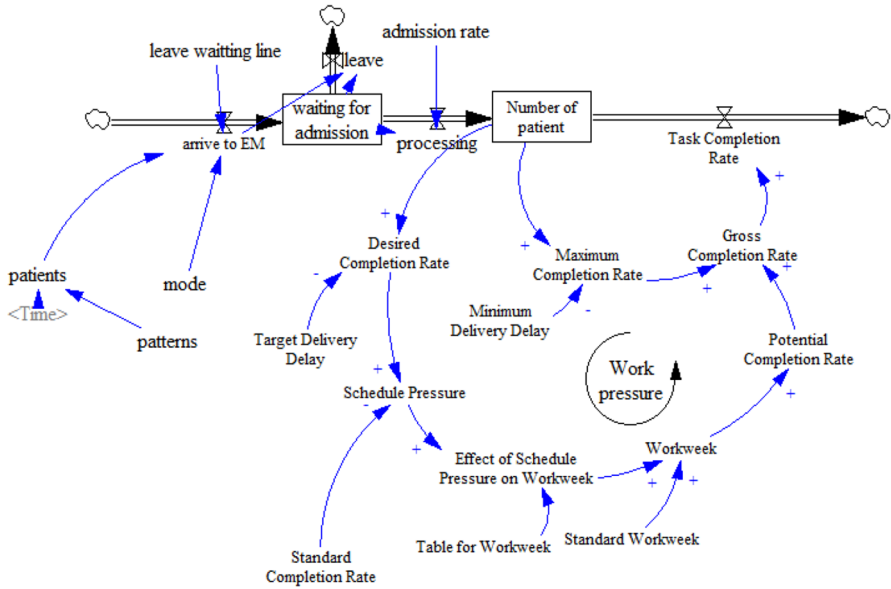 admission rate
leave waitting line
leave
waiting for
admission
Number of
patient
arrive to EM
processing
Task Completion
Rate
+
+
Desired
Completion Rate
-
+
Maximum
Completion Rate
Gross
Completion Rate
+
+
patients
mode
<Time>
patterns
Target Delivery
Delay
Minimum
Delivery Delay
-
Work
pressure
Potential
Completion Rate
+
+
Schedule Pressure
-
+
Effect of Schedule
Pressure on Workweek
Workweek
+
+
Table for Workweek
Standard Workweek
Standard
Completion Rate